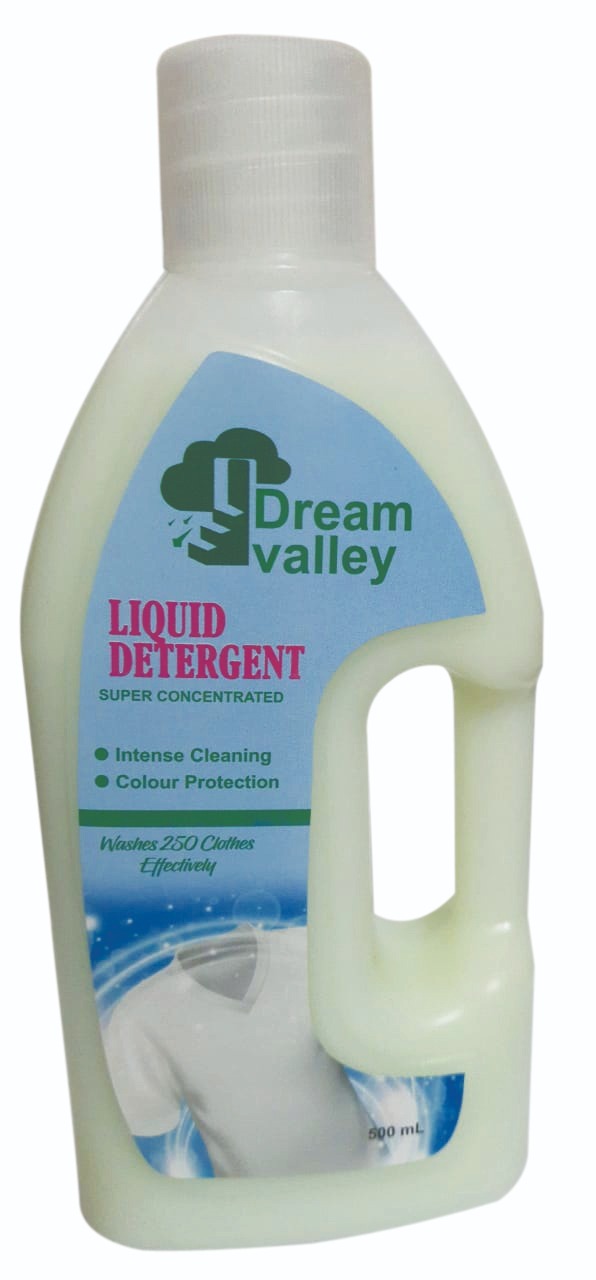 Dream
valley
LIQUID
DETERGENT
SUPER CONCENTRATED
● Intense Cleaning
● Colour Protection
Washes 250 Clothes
Effectively
500 mL